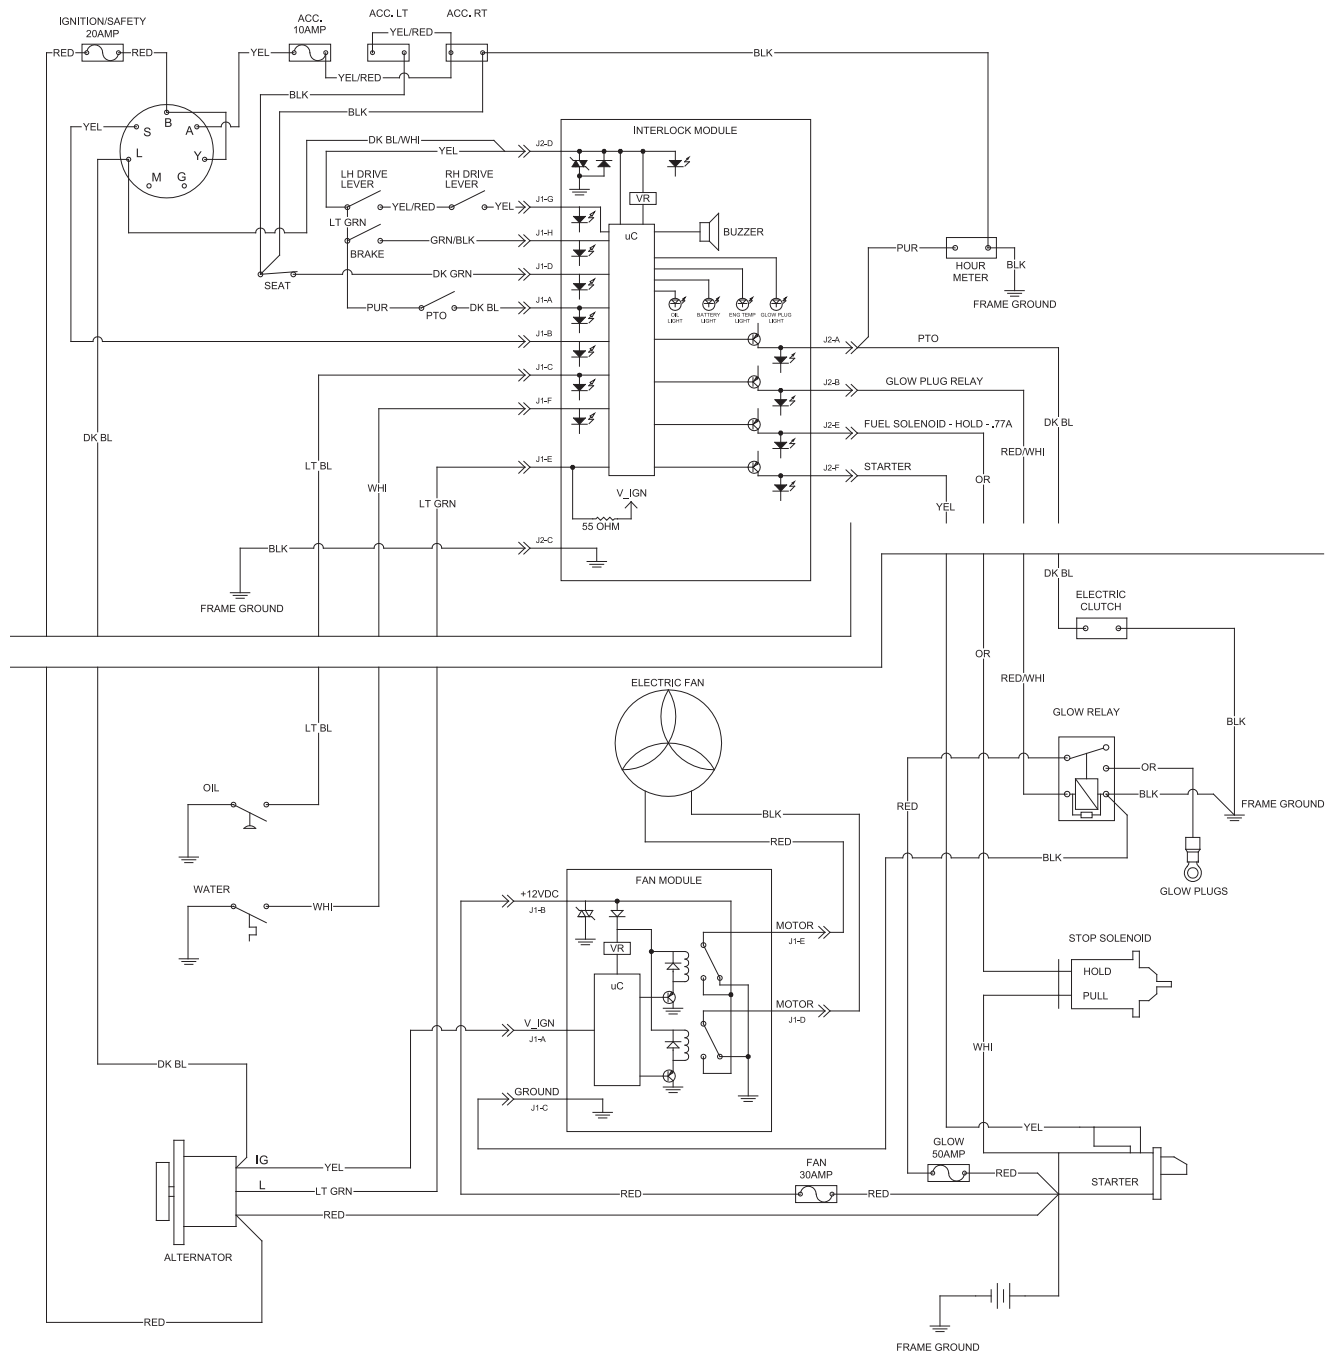 IGNITION/SAFETY
20AMP
ACC.
10AMP
ACC. LT
ACC. RT
RED
RED
YEL
YEL/RED
YEL/RED
BLK
BLK
BLK
YEL
S
B
A
L
Y
M
G
DK BL/WHI
YEL
J2-D
INTERLOCK MODULE
LH DRIVE
LEVER
RH DRIVE
LEVER
YEL/RED
YEL
J1-G
VR
LT GRN
uC
BUZZER
BRAKE
GRN/BLK
J1-H
SEAT
DK GRN
J1-D
PUR
PTO
DK BL
J1-A
OIL
LIGHT
BATTERY
LIGHT
ENG TEMP
LIGHT
GLOW PLUG
LIGHT
PUR
HOUR
METER
BLK
FRAME GROUND
J1-B
J2-A
PTO
J1-C
J2-B
GLOW PLUG RELAY
J1-F
J2-E
FUEL SOLENOID - HOLD - .77A
DK BL
DK BL
LT BL
WHI
LT GRN
J1-E
RED/WHI
J2-F
STARTER
OR
YEL
V_IGN
55 OHM
BLK
J2-C
FRAME GROUND
DK BL
ELECTRIC
CLUTCH
OR
RED/WHI
ELECTRIC FAN
GLOW RELAY
BLK
LT BL
OIL
OR
BLK
FRAME GROUND
RED
BLK
RED
BLK
GLOW PLUGS
WATER
WHI
+12VDC
J1-B
FAN MODULE
MOTOR
J1-E
VR
uC
STOP SOLENOID
HOLD
PULL
MOTOR
J1-D
V_IGN
J1-A
WHI
DK BL
GROUND
J1-C
YEL
IG
YEL
FAN
30AMP
GLOW
50AMP
RED
STARTER
L
LT GRN
RED
RED
RED
ALTERNATOR
RED
FRAME GROUND